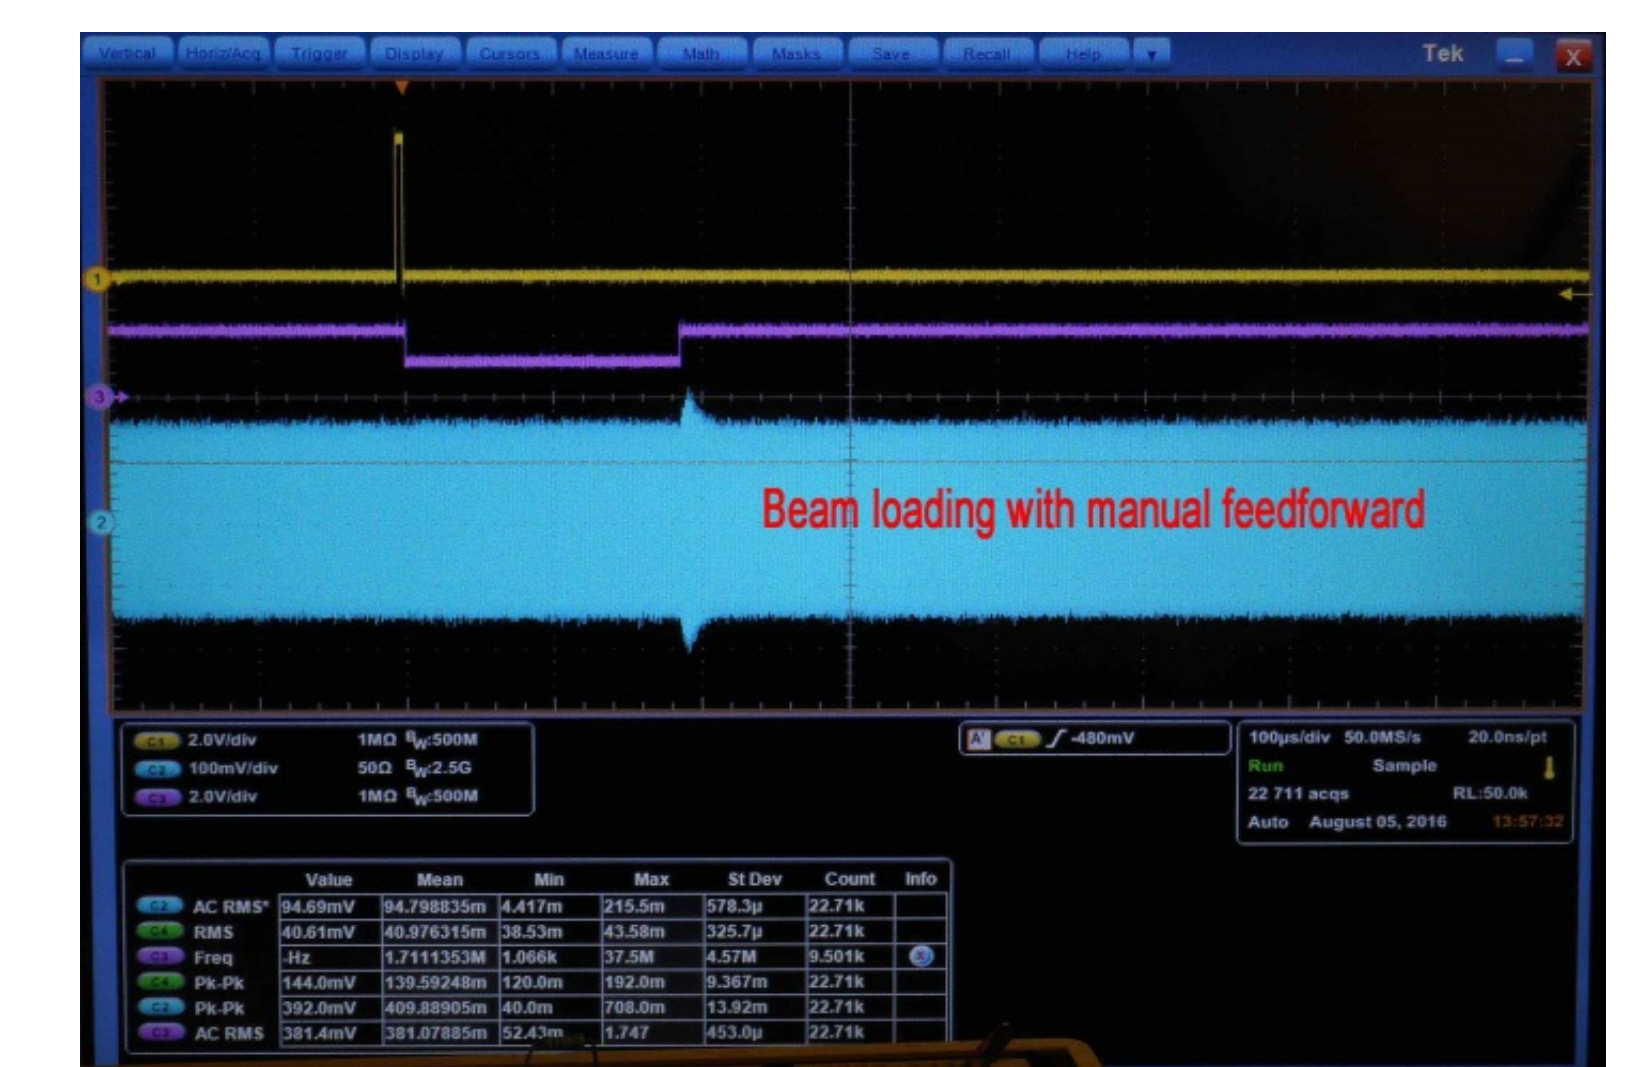 Vertical Horiz/Acq Trigger Display Cursors Measure Math Masks Save Recall Help Tek X
1
3
2
Beam loading with manual feedforward
C1 2.0V/div 1MΩ BW:500M
C2 100mV/div 50Ω BW:2.5G
C3 2.0V/div 1MΩ BW:500M
A' C1 -480mV
100µs/div 50.0MS/s 20.0ns/pt
Run Sample
22 711 acqs RL:50.0k
Auto August 05, 2016 13:57:32
Value Mean Min Max St Dev Count Info
C2 AC RMS* 94.69mV 94.798835m 4.417m 215.5m 578.3µ 22.71k
C4 RMS 40.61mV 40.976315m 38.53m 43.58m 325.7µ 22.71k
C3 Freq -Hz 1.7111353M 1.066k 37.5M 4.57M 9.501k
C4 Pk-Pk 144.0mV 139.59248m 120.0m 192.0m 9.367m 22.71k
C2 Pk-Pk 392.0mV 409.88905m 40.0m 708.0m 13.92m 22.71k
C3 AC RMS 381.4mV 381.07885m 52.43m 1.747 453.0µ 22.71k